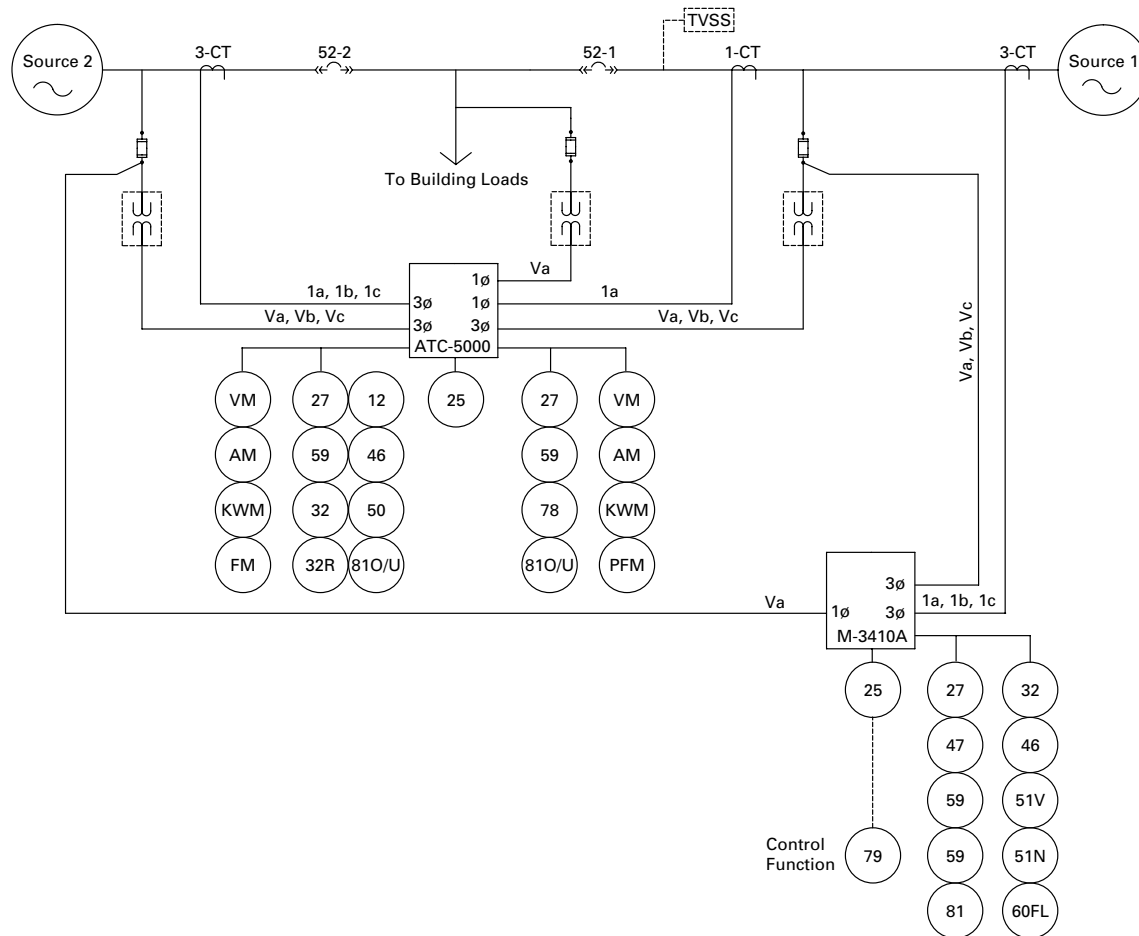 TVSS
3-CT
52-2
52-1
1-CT
3-CT
Source 2
Source 1
To Building Loads
Va
1ø
1a, 1b, 1c
3ø
1ø
1a
Va, Vb, Vc
3ø
3ø
Va, Vb, Vc
ATC-5000
Va, Vb, Vc
VM
27
12
25
27
VM
AM
59
46
59
AM
KWM
32
50
78
KWM
FM
32R
81O/U
81O/U
PFM
3ø
Va
1ø
3ø
1a, 1b, 1c
M-3410A
25
27
32
47
46
59
51V
Control
Function
79
59
51N
81
60FL